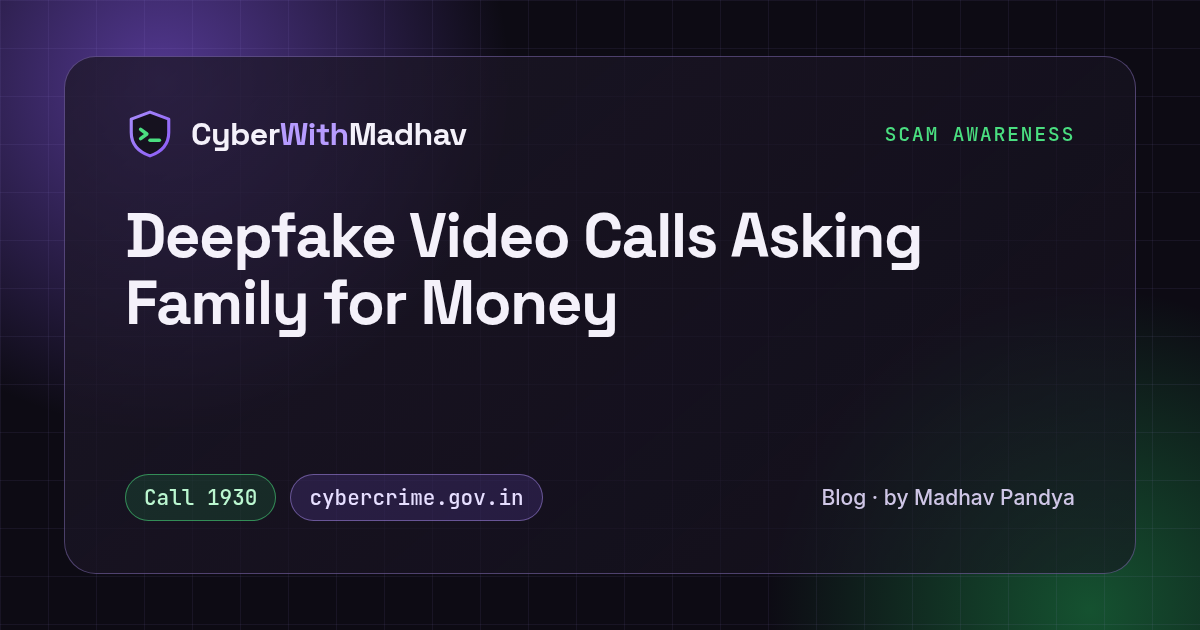 CyberWithMadhav
SCAM AWARENESS
Deepfake Video Calls Asking
Family for Money
Call 1930
cybercrime.gov.in
Blog · by Madhav Pandya